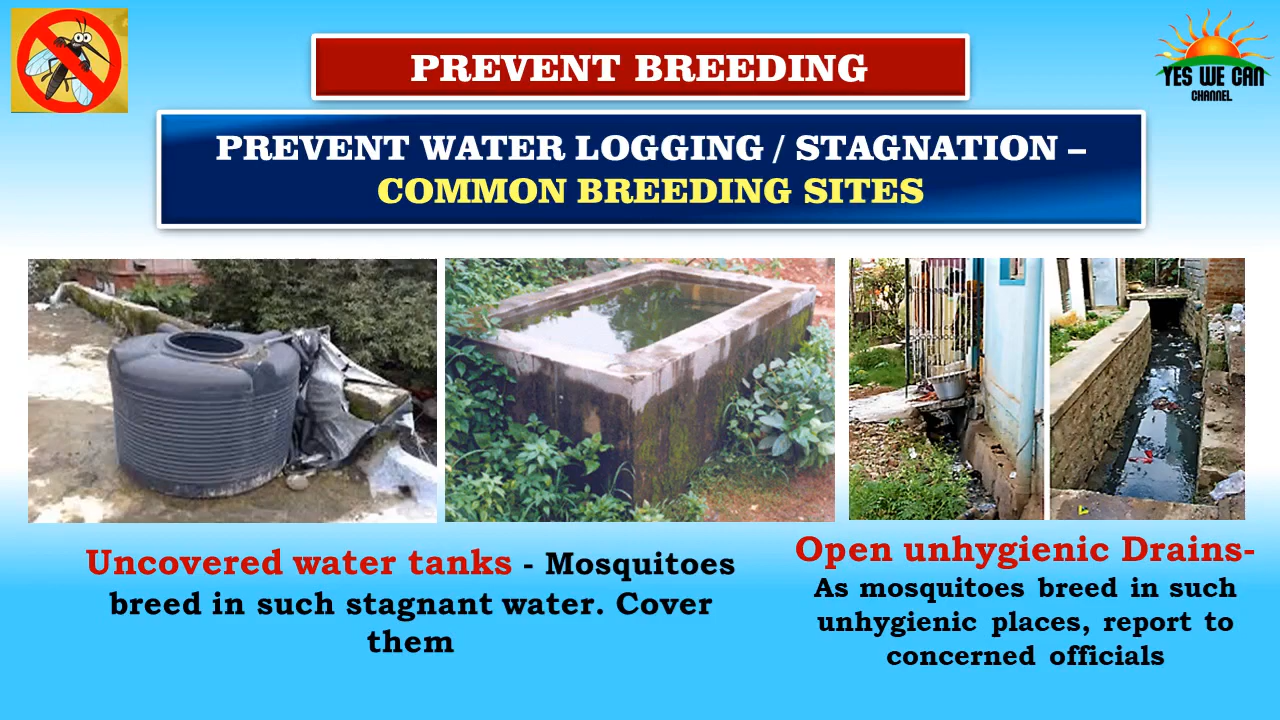 PREVENT BREEDING
YES WE CAN
CHANNEL
PREVENT WATER LOGGING / STAGNATION –
COMMON BREEDING SITES
Uncovered water tanks - Mosquitoes
breed in such stagnant water. Cover
them
Open unhygienic Drains-
As mosquitoes breed in such
unhygienic places, report to
concerned officials